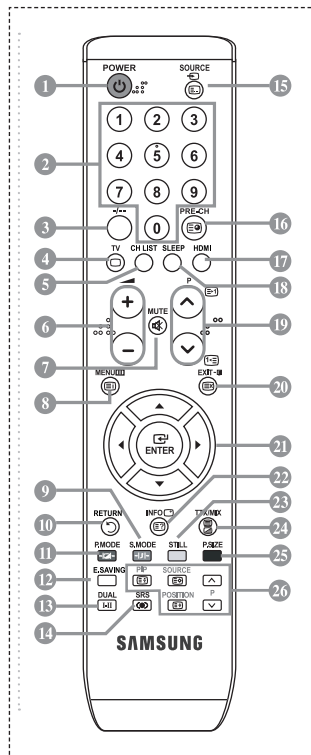 POWER SOURCE
1 15
1 2 3
2
4 5 6
7 8 9
-/-- 0 PRE-CH
3 16
TV CH LIST SLEEP HDMI
4 17
5 18
+ P
6 MUTE 19
−
7
MENU EXIT
8 20
ENTER
21
9 22
23
RETURN INFO TTX/MIX
10 24
P.MODE S.MODE STILL P.SIZE
11 25
E.SAVING PIP SOURCE
12 26
DUAL SRS POSITION P
13 I-II
14
SAMSUNG